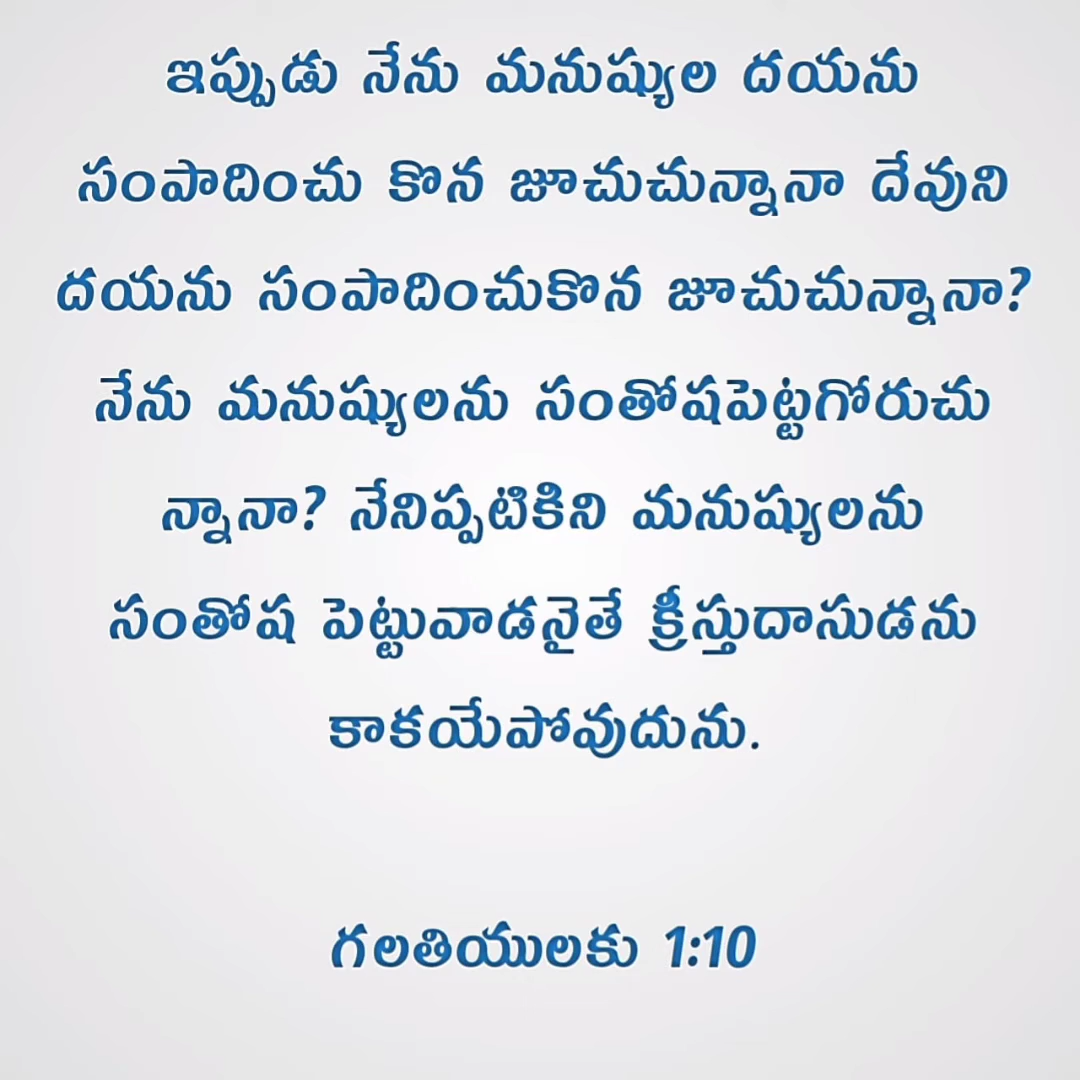 ఇప్పుడు నేను మనుష్యుల దయను
సంపాదించు కొన జూచుచున్నానా దేవుని
దయను సంపాదించుకొన జూచుచున్నానా?
నేను మనుష్యులను సంతోషపెట్టగోరుచు
న్నానా? నేనిప్పటికిని మనుష్యులను
సంతోష పెట్టువాడనైతే క్రీస్తుదాసుడను
కాకయేపోవుదును.
గలతియులకు 1:10